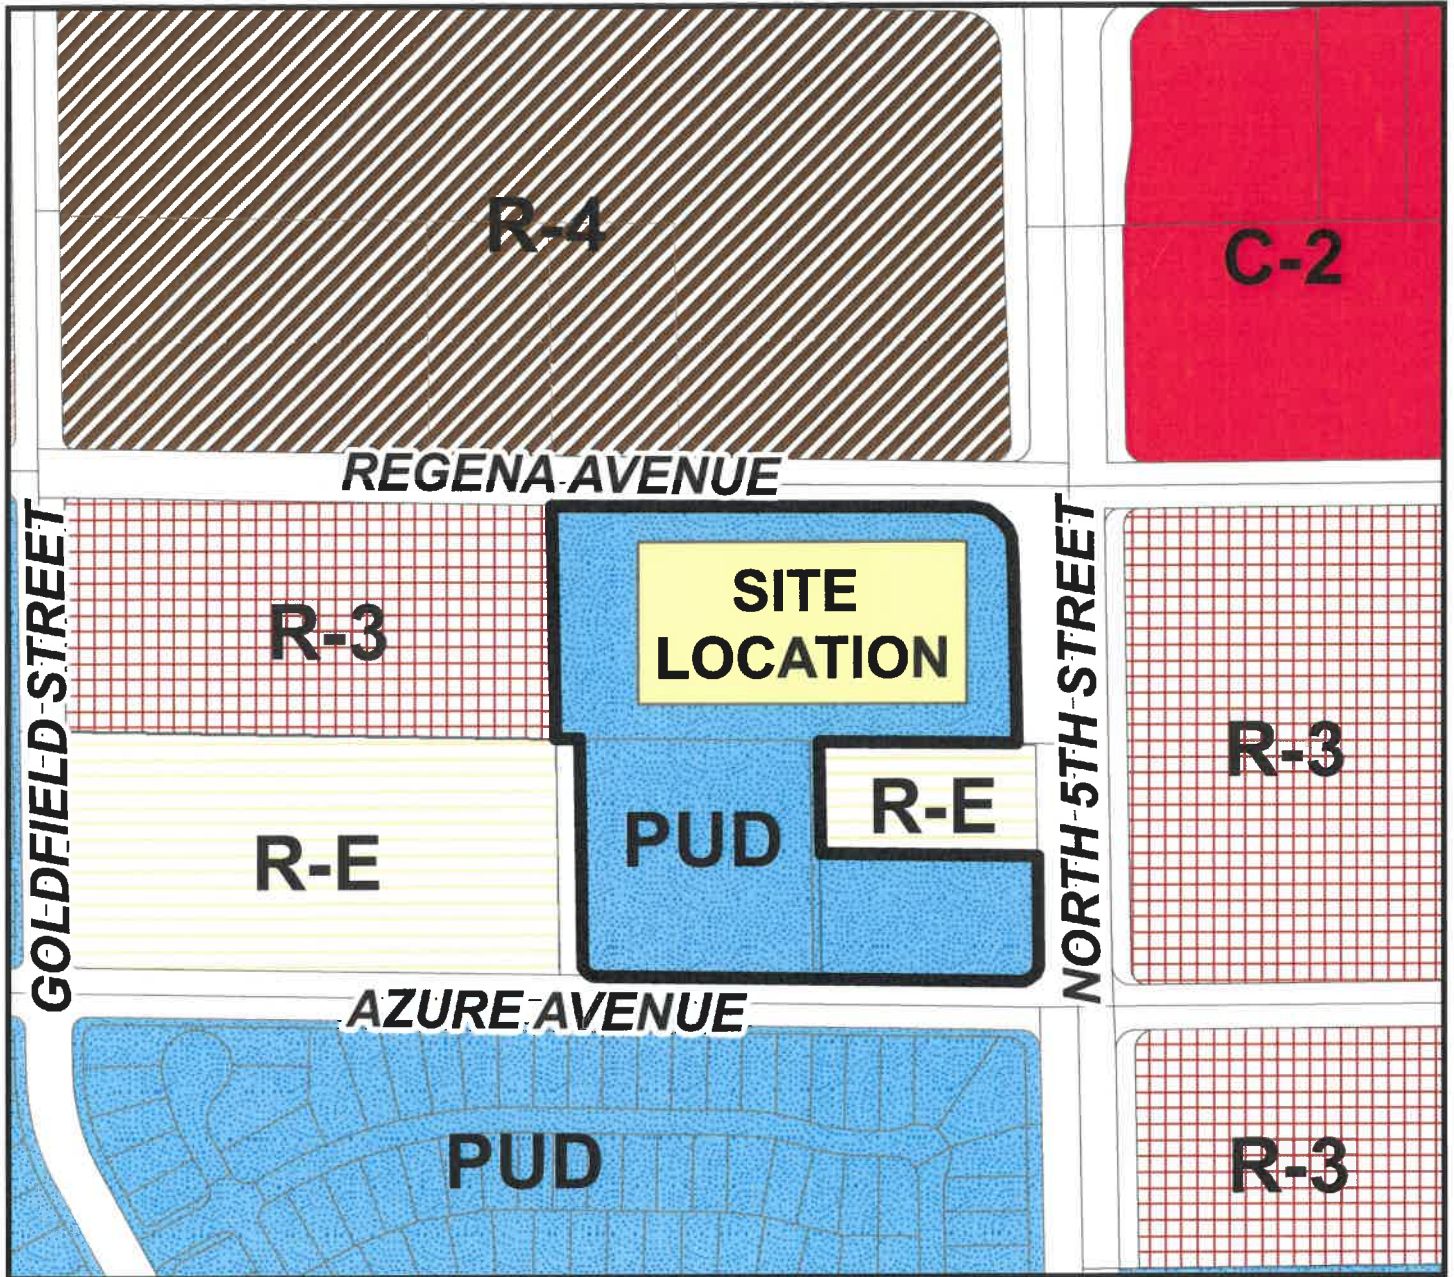 R-4
C-2
REGENA AVENUE
GOLDFIELD STREET
R-3
SITE
LOCATION
NORTH 5TH STREET
R-3
R-E
PUD
R-E
AZURE AVENUE
PUD
R-3